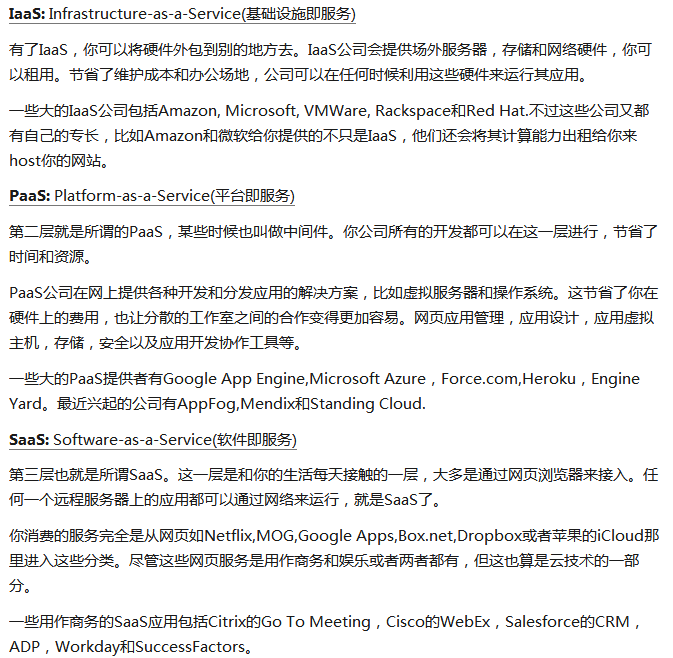 IaaS: Infrastructure-as-a-Service(基础设施即服务)
有了IaaS，你可以将硬件外包到别的地方去。IaaS公司会提供场外服务器，存储和网络硬件，你可
以租用。节省了维护成本和办公场地，公司可以在任何时候利用这些硬件来运行其应用。
一些大的IaaS公司包括Amazon, Microsoft, VMWare, Rackspace和Red Hat.不过这些公司又都
有自己的专长，比如Amazon和微软给你提供的不只是IaaS，他们还会将其计算能力出租给你来
host你的网站。
PaaS: Platform-as-a-Service(平台即服务)
第二层就是所谓的PaaS，某些时候也叫做中间件。你公司所有的开发都可以在这一层进行，节省了
时间和资源。
PaaS公司在网上提供各种开发和分发应用的解决方案，比如虚拟服务器和操作系统。这节省了你在
硬件上的费用，也让分散的工作室之间的合作变得更加容易。网页应用管理，应用设计，应用虚拟
主机，存储，安全以及应用开发协作工具等。
一些大的PaaS提供者有Google App Engine,Microsoft Azure，Force.com,Heroku，Engine
Yard。最近兴起的公司有AppFog,Mendix和Standing Cloud.
SaaS: Software-as-a-Service(软件即服务)
第三层也就是所谓SaaS。这一层是和你的生活每天接触的一层，大多是通过网页浏览器来接入。任
何一个远程服务器上的应用都可以通过网络来运行，就是SaaS了。
你消费的服务完全是从网页如Netflix,MOG,Google Apps,Box.net,Dropbox或者苹果的iCloud那
里进入这些分类。尽管这些网页服务是用作商务和娱乐或者两者都有，但这也算是云技术的一部
分。
一些用作商务的SaaS应用包括Citrix的Go To Meeting，Cisco的WebEx，Salesforce的CRM，
ADP，Workday和SuccessFactors。